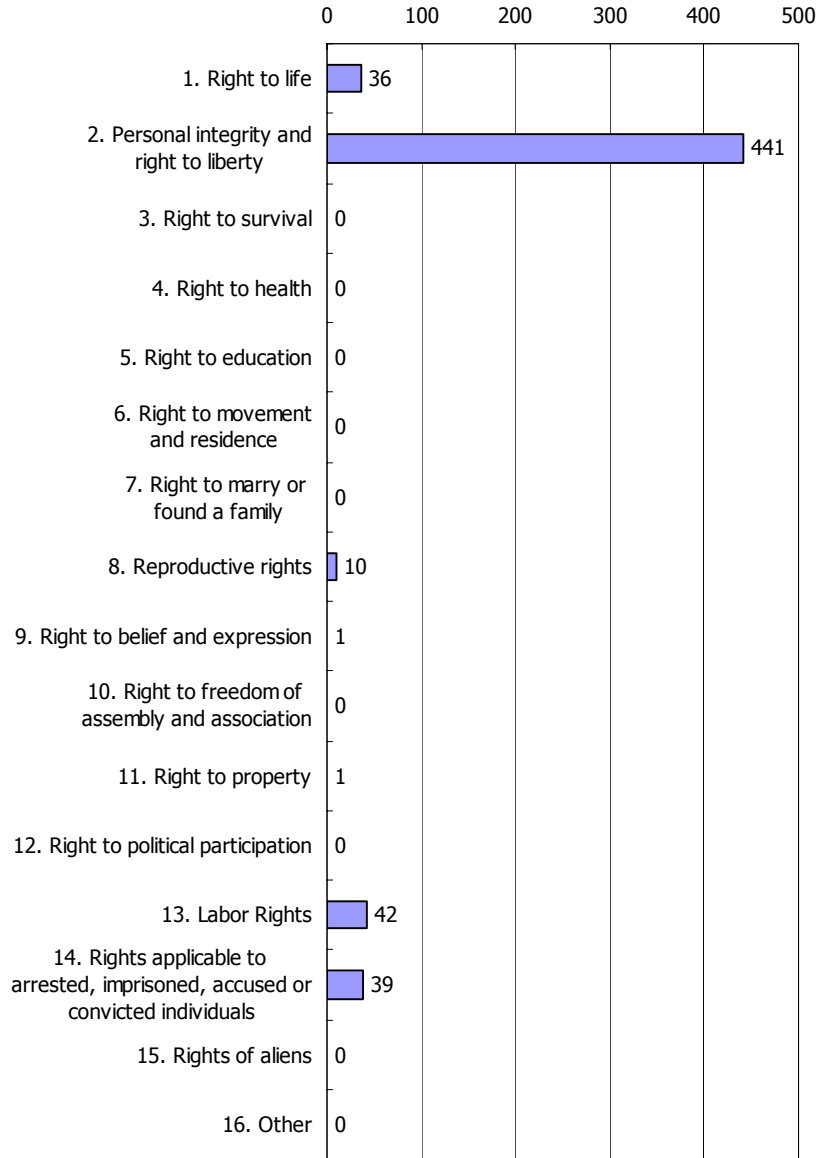 0 100 200 300 400 500
1. Right to life 36
2. Personal integrity and
right to liberty 441
3. Right to survival 0
4. Right to health 0
5. Right to education 0
6. Right to movement
and residence 0
7. Right to marry or
found a family 0
8. Reproductive rights 10
9. Right to belief and expression 1
10. Right to freedom of
assembly and association 0
11. Right to property 1
12. Right to political participation 0
13. Labor Rights 42
14. Rights applicable to
arrested, imprisoned, accused or 39
convicted individuals
15. Rights of aliens 0
16. Other 0